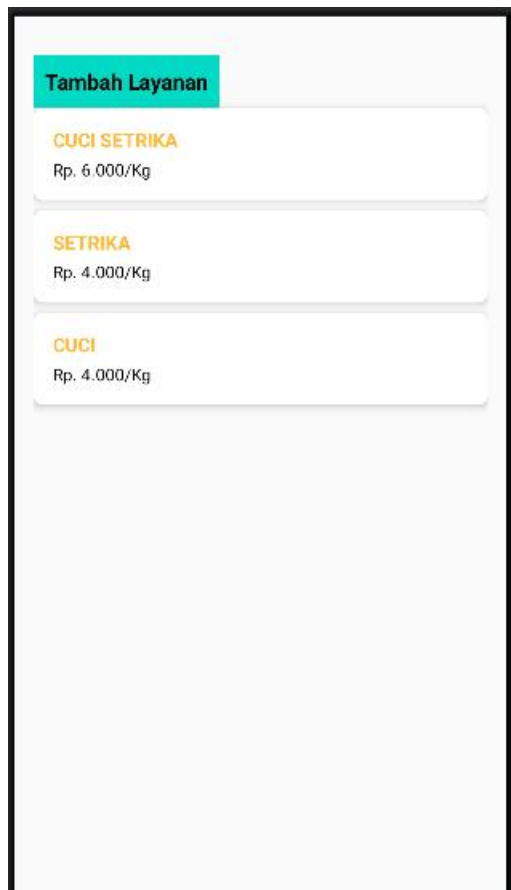 Tambah Layanan
CUCI SETRIKA
Rp. 6.000/Kg
SETRIKA
Rp. 4.000/Kg
CUCI
Rp. 4.000/Kg